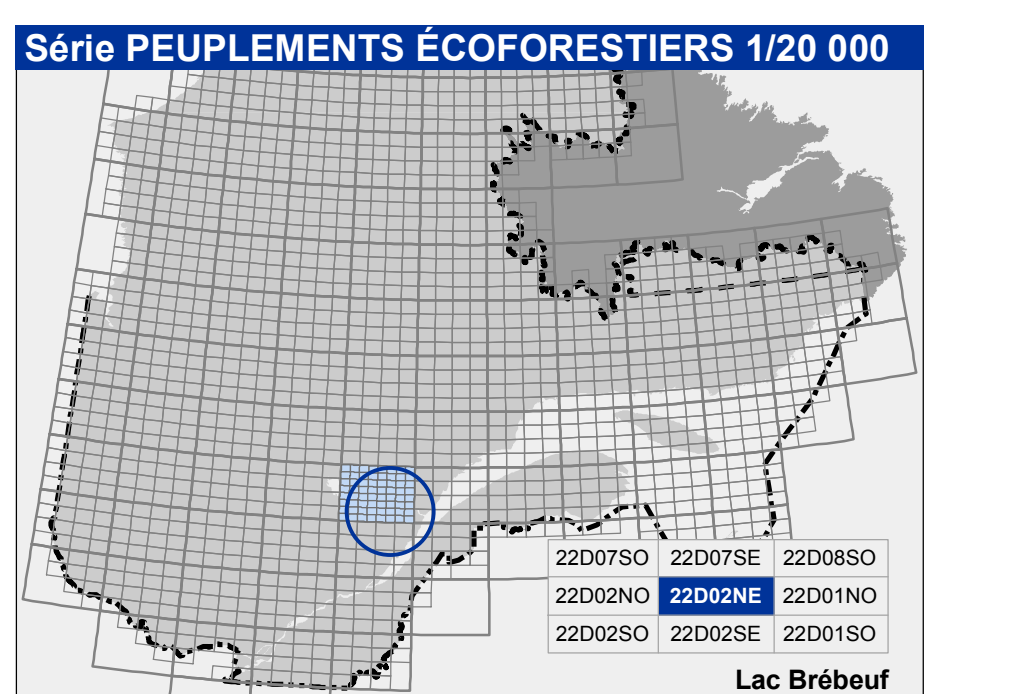 Série PEUPLEMENTS ÉCOFORESTIERS 1/20 000
22D07SO 22D07SE 22D08SO
22D02NO 22D02NE 22D01NO
22D02SO 22D02SE 22D01SO
Lac Brébeuf